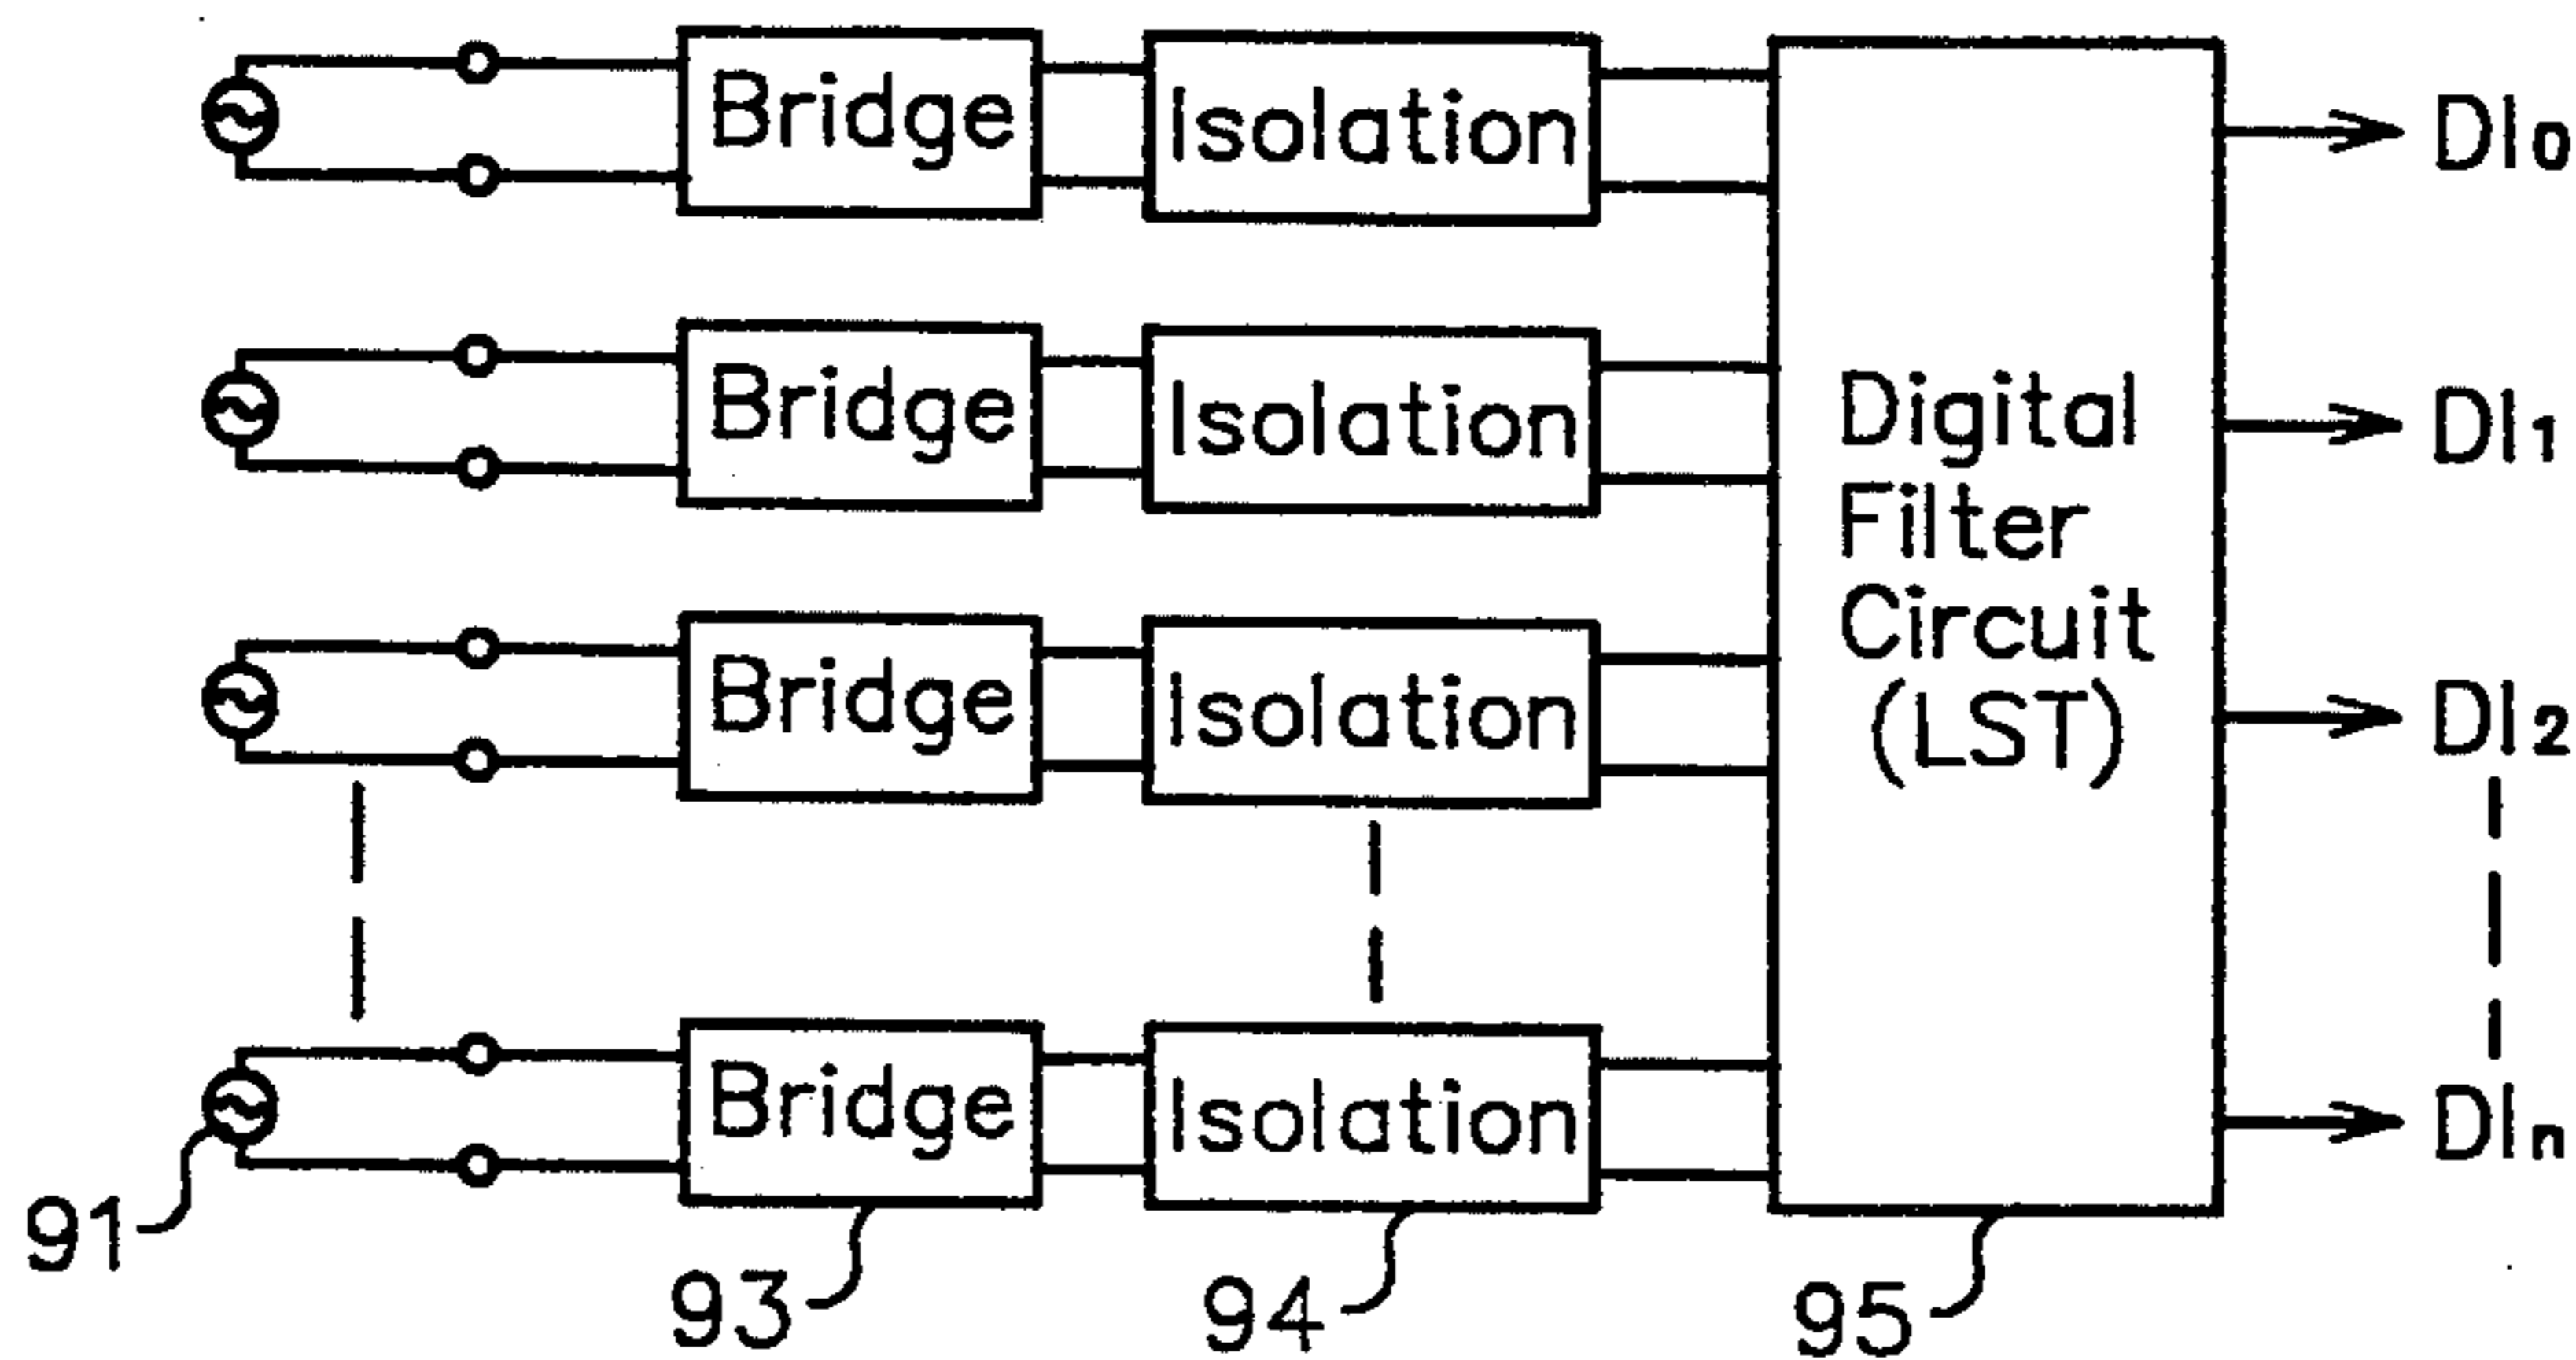 Bridge Isolation DI0
Bridge Isolation DI1
Digital
Filter
Circuit
(LST)
Bridge Isolation DI2
Bridge Isolation DIn
91
93
94
95